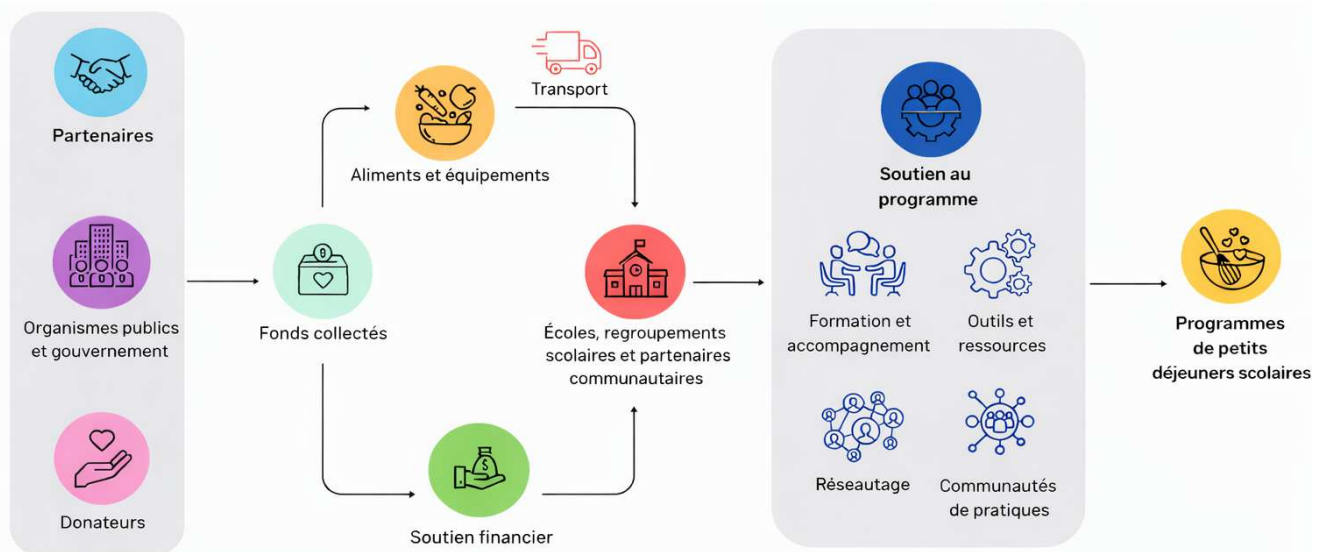 Partenaires
Organismes publics
et gouvernement
Donateurs
Fonds collectés
Aliments et équipements
Transport
Soutien financier
Écoles, regroupements
scolaires et partenaires
communautaires
Soutien au
programme
Formation et
accompagnement
Outils et
ressources
Réseautage
Communautés
de pratiques
Programmes
de petits
déjeuners scolaires